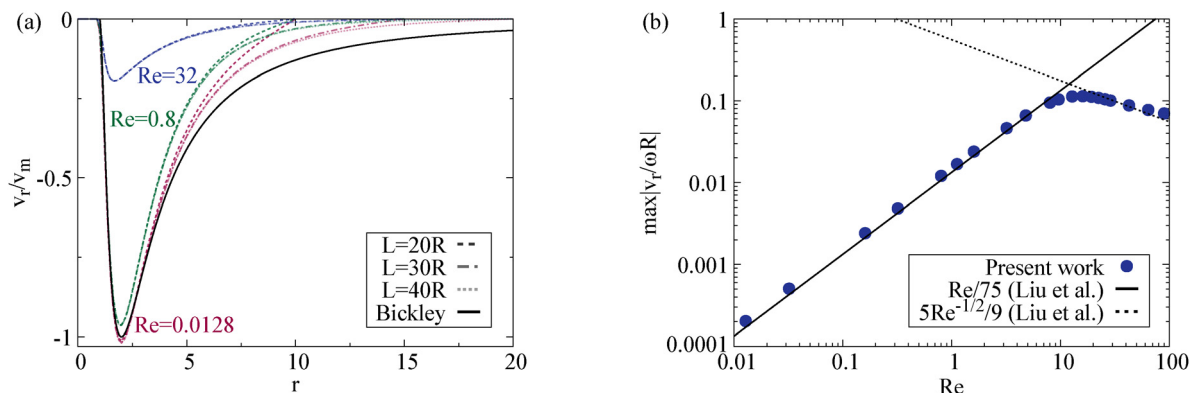 (a)
0
-0.5
-1
v_r/v_m
Re=32
Re=0.8
Re=0.0128
L=20R
L=30R
L=40R
Bickley
0 5 10 15 20
r
(b)
1
0.1
0.01
0.001
0.0001
max|v_r/ωR|
Present work
Re/75 (Liu et al.)
5Re^{-1/2}/9 (Liu et al.)
0.01 0.1 1 10 100
Re